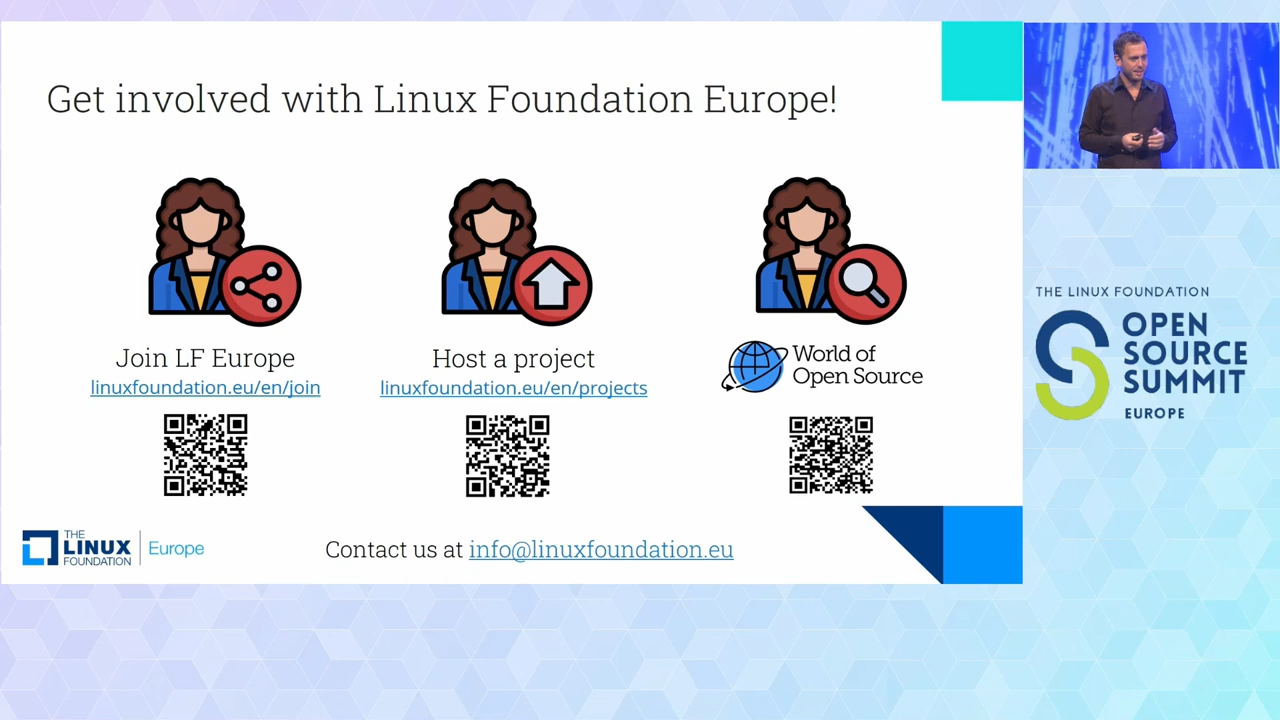 Get involved with Linux Foundation Europe!
Join LF Europe
linuxfoundation.eu/en/join
Host a project
linuxfoundation.eu/en/projects
World of
Open Source
THE
LINUX
FOUNDATION
Europe
Contact us at info@linuxfoundation.eu
THE LINUX FOUNDATION
OPEN
SOURCE
SUMMIT
EUROPE